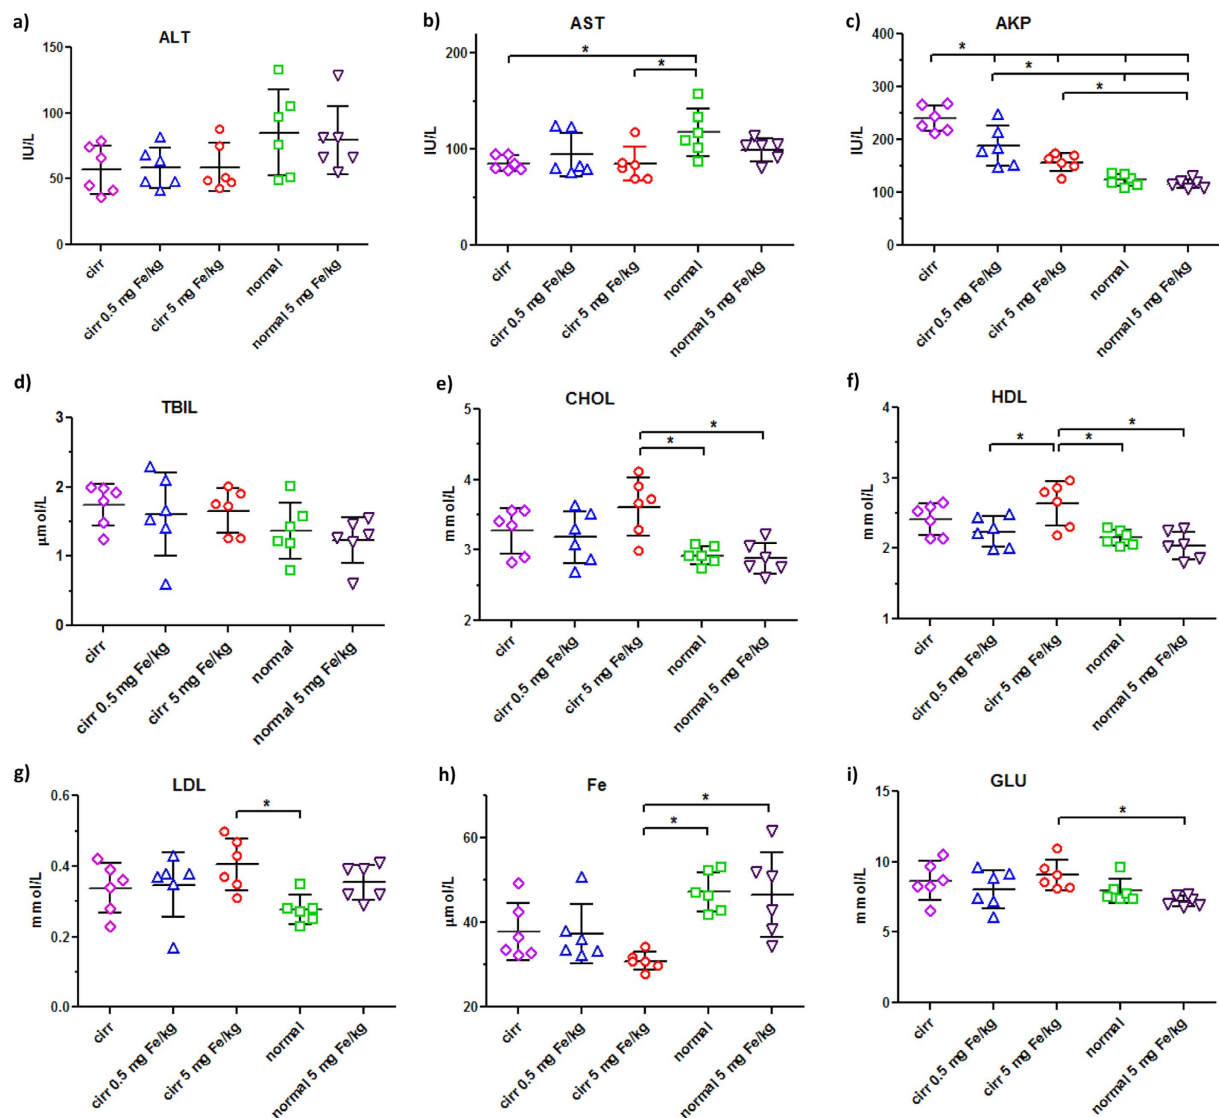 a)
ALT
IU/L
150
100
50
0
cirr
cirr 0.5 mg Fe/kg
cirr 5 mg Fe/kg
normal
normal 5 mg Fe/kg
b)
AST
IU/L
200
100
0
*
*
cirr
cirr 0.5 mg Fe/kg
cirr 5 mg Fe/kg
normal
normal 5 mg Fe/kg
c)
AKP
IU/L
400
300
200
100
0
*
*
*
cirr
cirr 0.5 mg Fe/kg
cirr 5 mg Fe/kg
normal
normal 5 mg Fe/kg
d)
TBIL
µmol/L
3
2
1
0
cirr
cirr 0.5 mg Fe/kg
cirr 5 mg Fe/kg
normal
normal 5 mg Fe/kg
e)
CHOL
mmol/L
5
4
3
2
*
*
cirr
cirr 0.5 mg Fe/kg
cirr 5 mg Fe/kg
normal
normal 5 mg Fe/kg
f)
HDL
mmol/L
4
3
2
1
*
*
*
cirr
cirr 0.5 mg Fe/kg
cirr 5 mg Fe/kg
normal
normal 5 mg Fe/kg
g)
LDL
mmol/L
0.6
0.4
0.2
0.0
*
cirr
cirr 0.5 mg Fe/kg
cirr 5 mg Fe/kg
normal
normal 5 mg Fe/kg
h)
Fe
µmol/L
60
40
20
*
*
cirr
cirr 0.5 mg Fe/kg
cirr 5 mg Fe/kg
normal
normal 5 mg Fe/kg
i)
GLU
mmol/L
15
10
5
0
*
cirr
cirr 0.5 mg Fe/kg
cirr 5 mg Fe/kg
normal
normal 5 mg Fe/kg